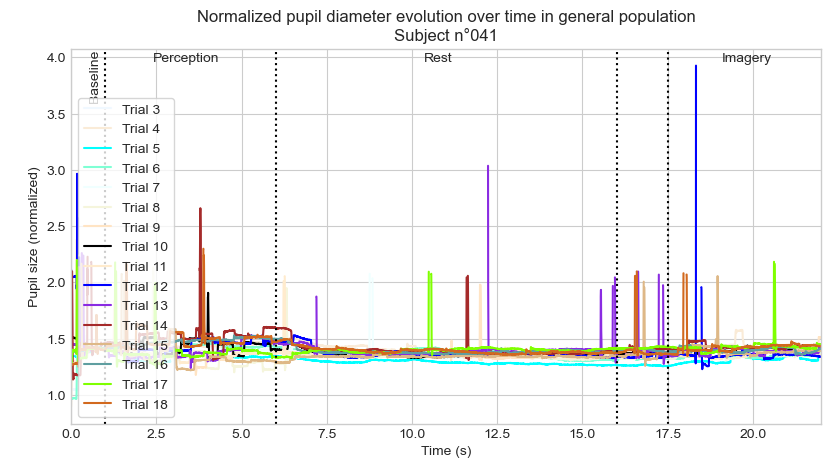 Normalized pupil diameter evolution over time in general population
Subject n°041
Baseline
Perception
Rest
Imagery
Pupil size (normalized)
4.0
3.5
3.0
2.5
2.0
1.5
1.0
Trial 3
Trial 4
Trial 5
Trial 6
Trial 7
Trial 8
Trial 9
Trial 10
Trial 11
Trial 12
Trial 13
Trial 14
Trial 15
Trial 16
Trial 17
Trial 18
0.0 2.5 5.0 7.5 10.0 12.5 15.0 17.5 20.0
Time (s)